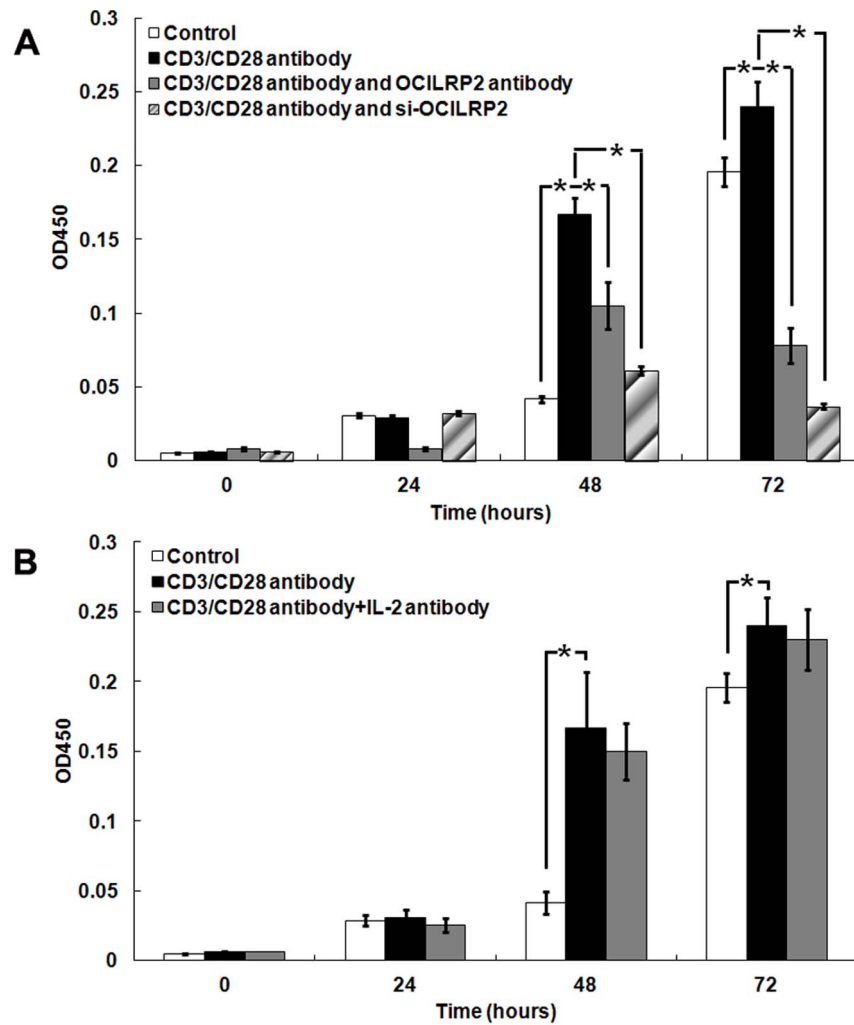 A
0.3
0.25
0.2
0.15
0.1
0.05
0
OD450
Control
CD3/CD28 antibody
CD3/CD28 antibody and OCILRP2 antibody
CD3/CD28 antibody and si-OCILRP2
*
* *
*
* *
0 24 48 72
Time (hours)
B
0.3
0.25
0.2
0.15
0.1
0.05
0
OD450
Control
CD3/CD28 antibody
CD3/CD28 antibody+IL-2 antibody
*
*
0 24 48 72
Time (hours)